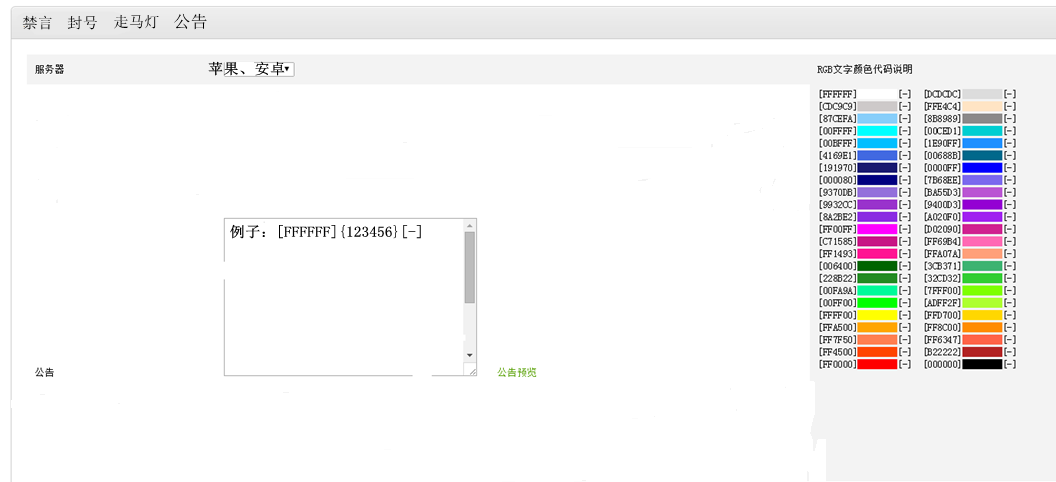 禁言 封号 走马灯 公告
服务器 苹果、安卓
RGB文字颜色代码说明
[FFFFFF] [-] [DCDCDC] [-]
[CDC9C9] [-] [FFE4C4] [-]
[87CEFA] [-] [8B8989] [-]
[00FFFF] [-] [00CED1] [-]
[00BFFF] [-] [1E90FF] [-]
[4169E1] [-] [00688B] [-]
[191970] [-] [0000FF] [-]
[000080] [-] [7B68EE] [-]
[9370DB] [-] [BA55D3] [-]
[9932CC] [-] [9400D3] [-]
[8A2BE2] [-] [A020F0] [-]
[FF00FF] [-] [D02090] [-]
[C71585] [-] [FF69B4] [-]
[FF1493] [-] [FFA07A] [-]
[006400] [-] [3CB371] [-]
[228B22] [-] [32CD32] [-]
[00FA9A] [-] [7FFF00] [-]
[00FF00] [-] [ADFF2F] [-]
[FFFF00] [-] [FFD700] [-]
[FFA500] [-] [FF8C00] [-]
[FF7F50] [-] [FF6347] [-]
[FF4500] [-] [B22222] [-]
[FF0000] [-] [000000] [-]
例子：[FFFFFF]{123456}[-]
公告 公告预览